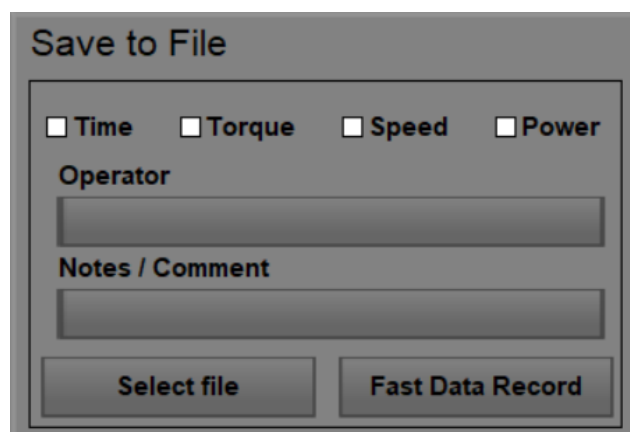 Save to File
Time Torque Speed Power
Operator
Notes / Comment
Select file Fast Data Record